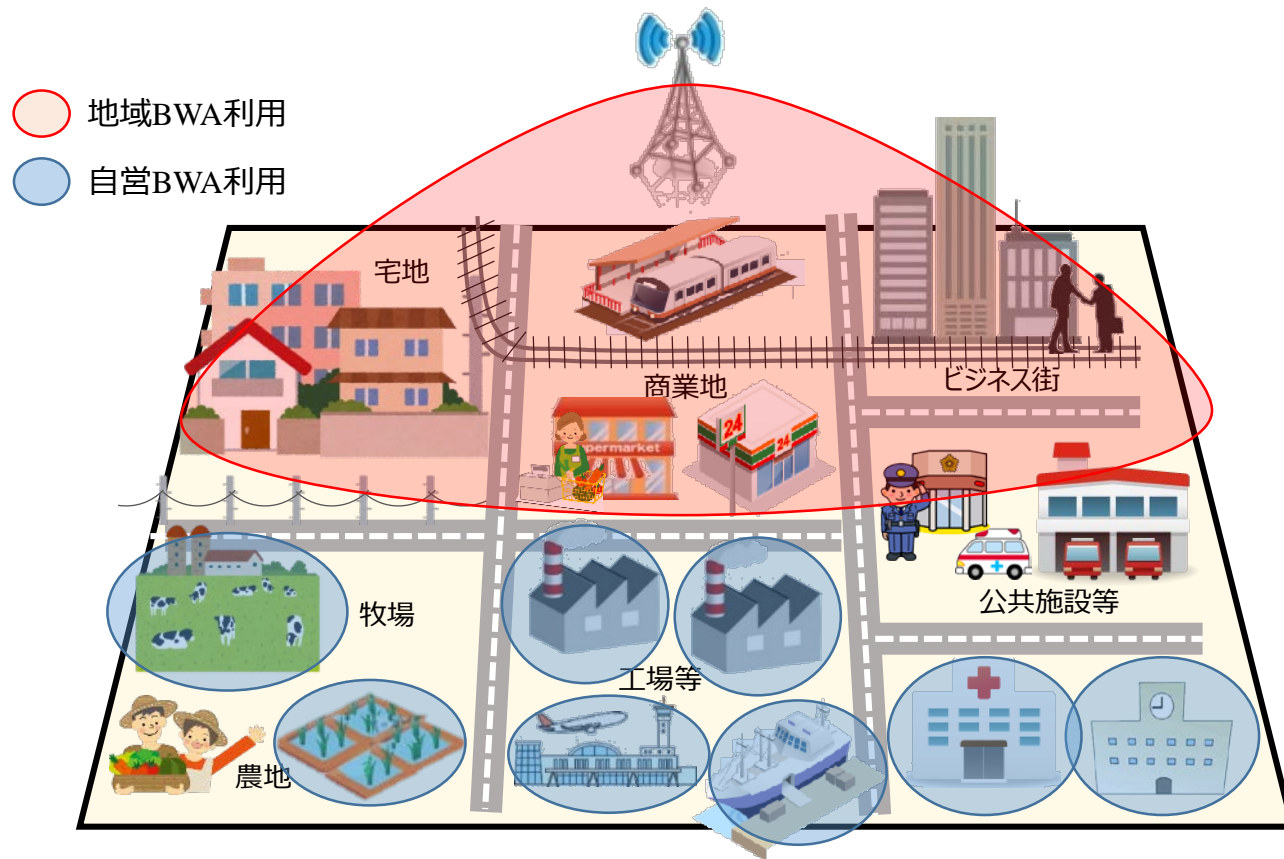 地域BWA利用
自営BWA利用
宅地
商業地
ビジネス街
24
24
permarket
公共施設等
牧場
工場等
農地